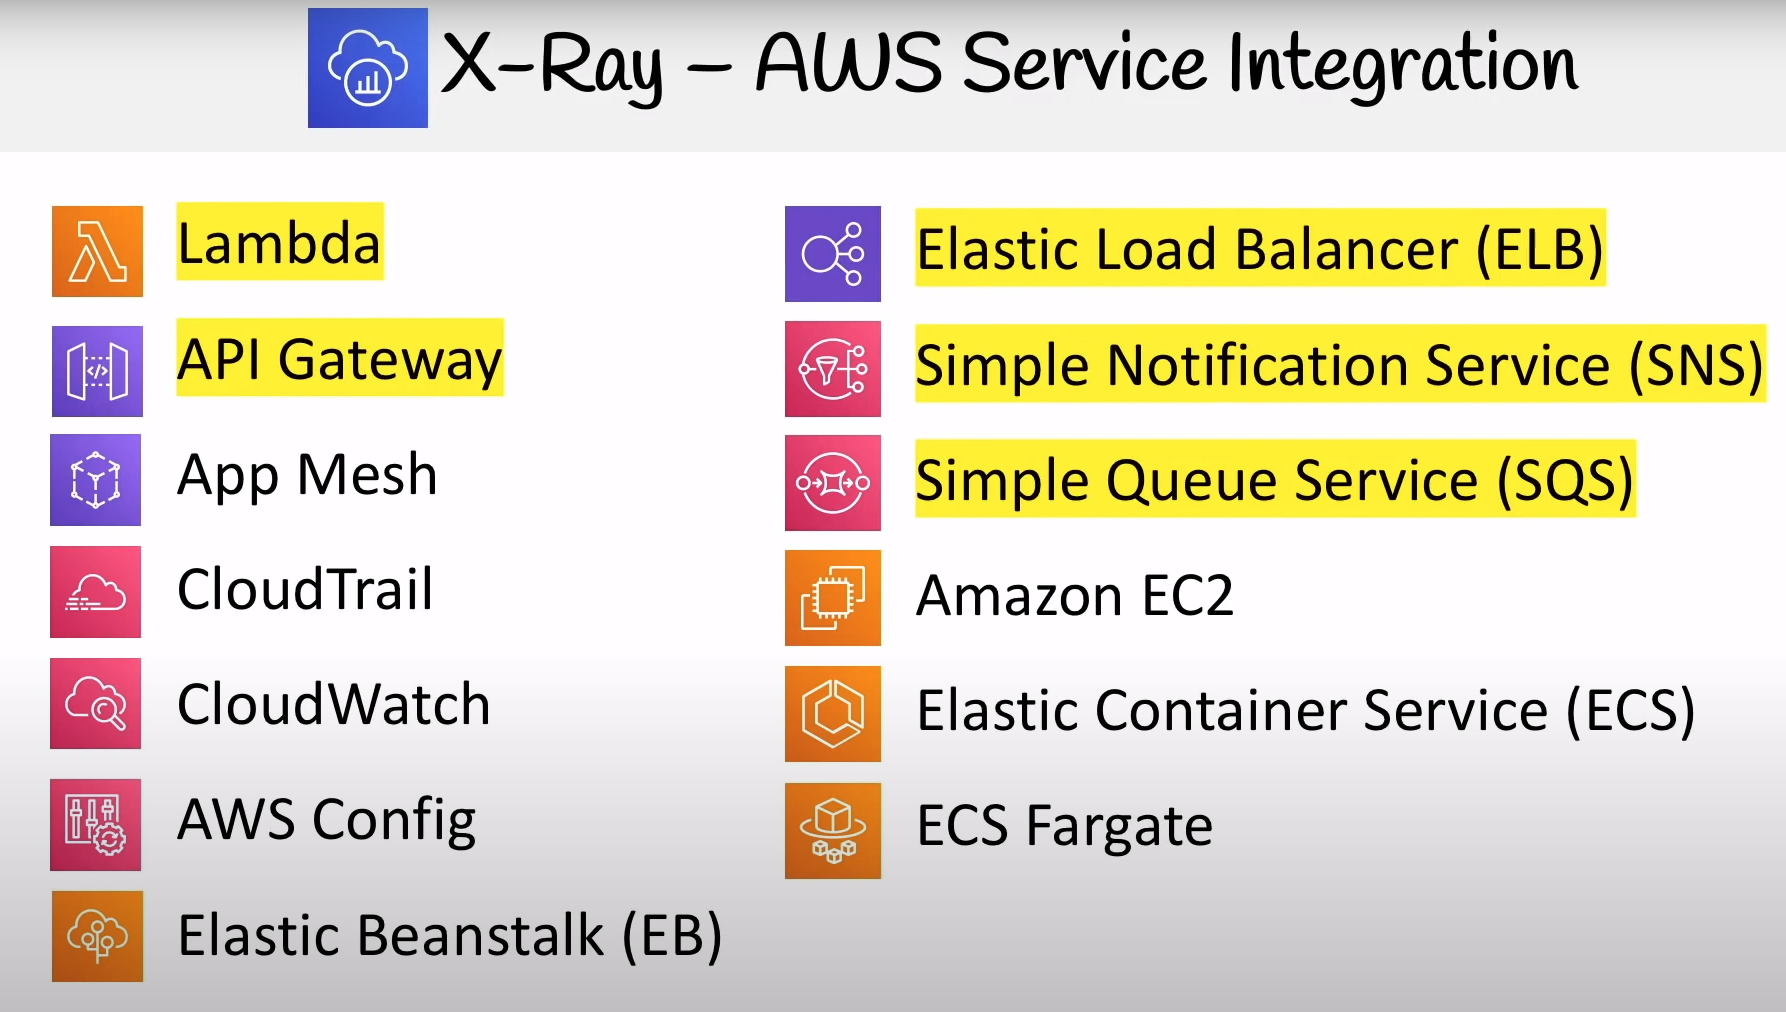 X-Ray – AWS Service Integration
Lambda
API Gateway
App Mesh
CloudTrail
CloudWatch
AWS Config
Elastic Beanstalk (EB)
Elastic Load Balancer (ELB)
Simple Notification Service (SNS)
Simple Queue Service (SQS)
Amazon EC2
Elastic Container Service (ECS)
ECS Fargate